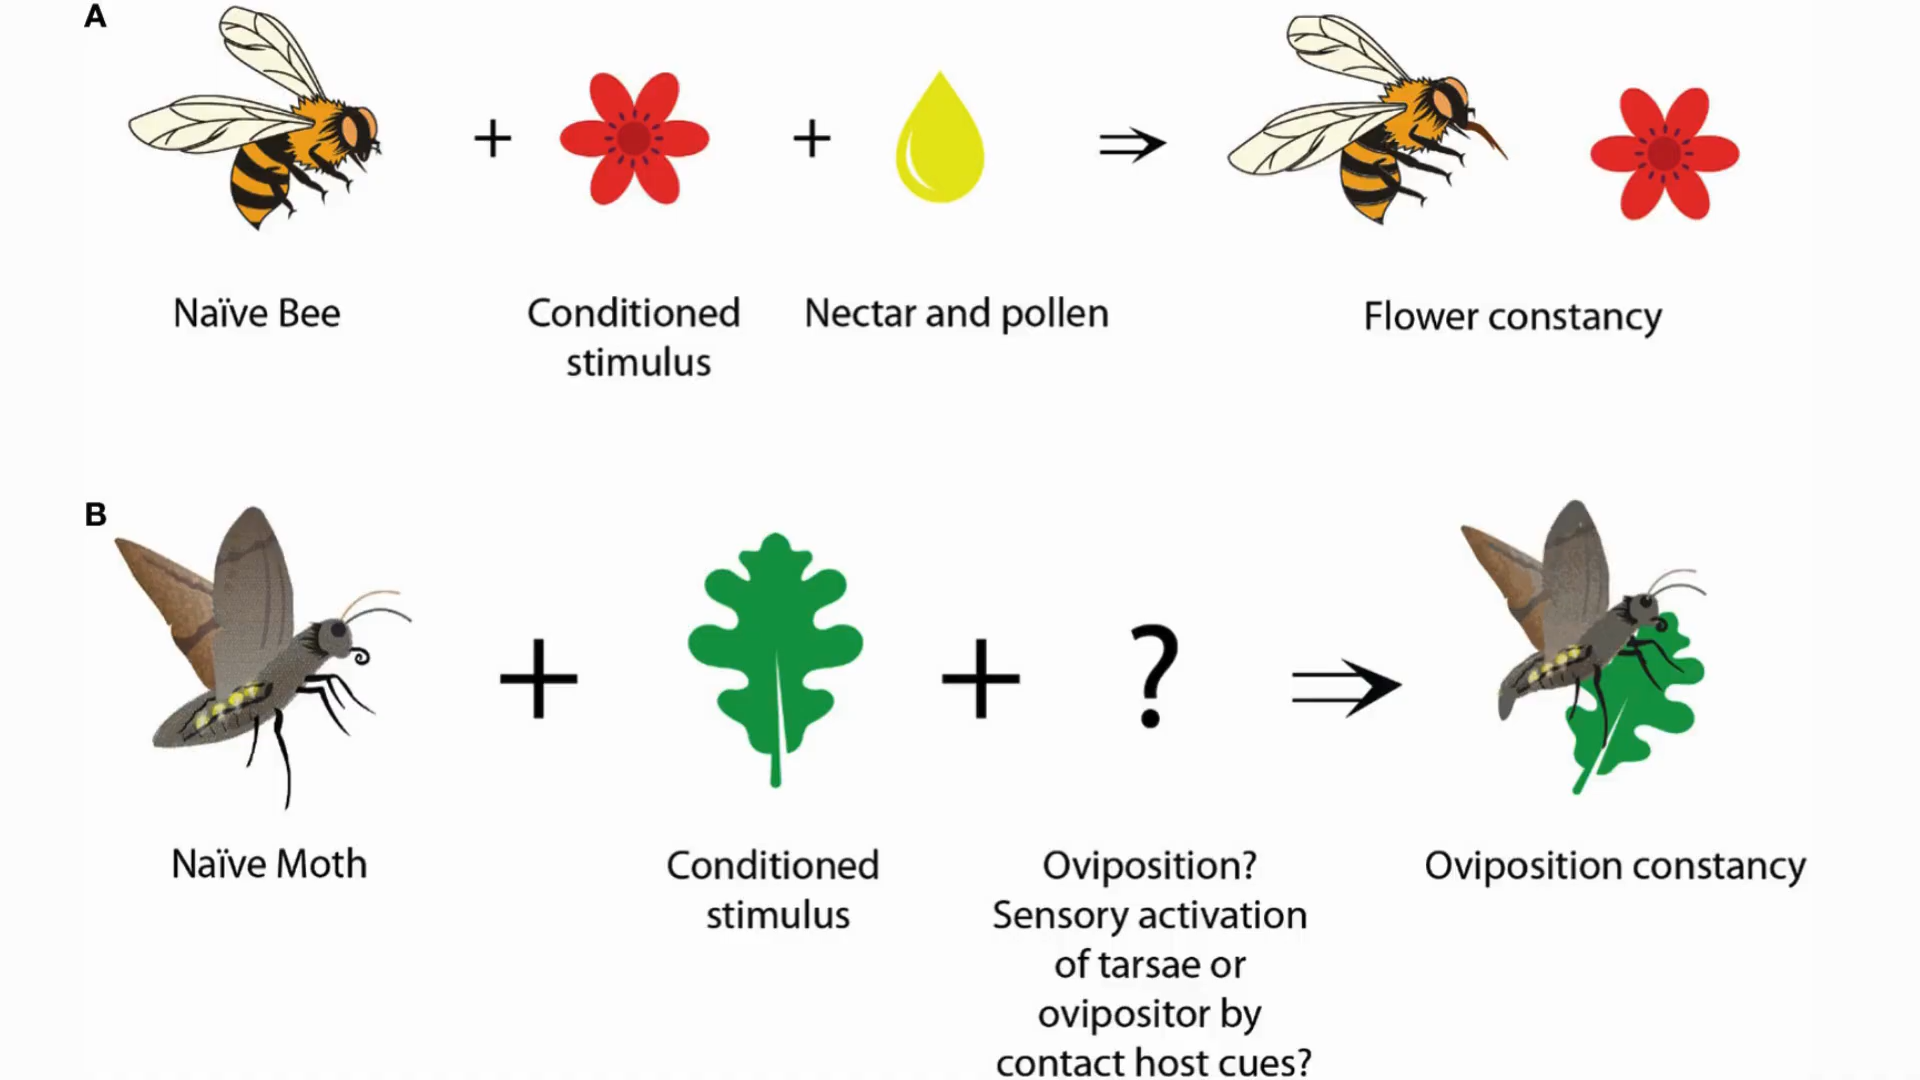 A
+
+
⇒
Naïve Bee
Conditioned
stimulus
Nectar and pollen
Flower constancy
B
+
+
?
⇒
Naïve Moth
Conditioned
stimulus
Oviposition?
Sensory activation
of tarsae or
ovipositor by
contact host cues?
Oviposition constancy